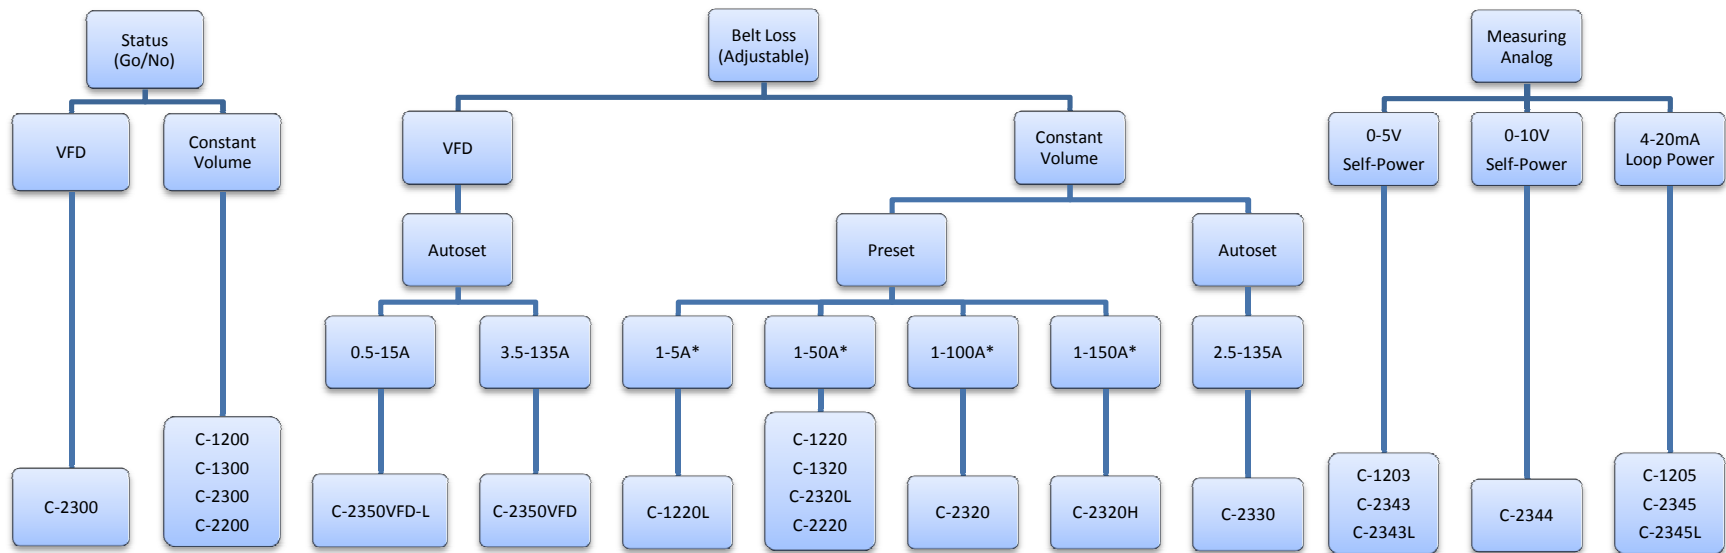 Status
(Go/No)
Belt Loss
(Adjustable)
Measuring
Analog
VFD
Constant
Volume
VFD
Constant
Volume
0-5V
Self-Power
0-10V
Self-Power
4-20mA
Loop Power
Autoset
Preset
Autoset
0.5-15A
3.5-135A
1-5A*
1-50A*
1-100A*
1-150A*
2.5-135A
C-2300
C-1200
C-1300
C-2300
C-2200
C-2350VFD-L
C-2350VFD
C-1220L
C-1220
C-1320
C-2320L
C-2220
C-2320
C-2320H
C-2330
C-1203
C-2343
C-2343L
C-2344
C-1205
C-2345
C-2345L